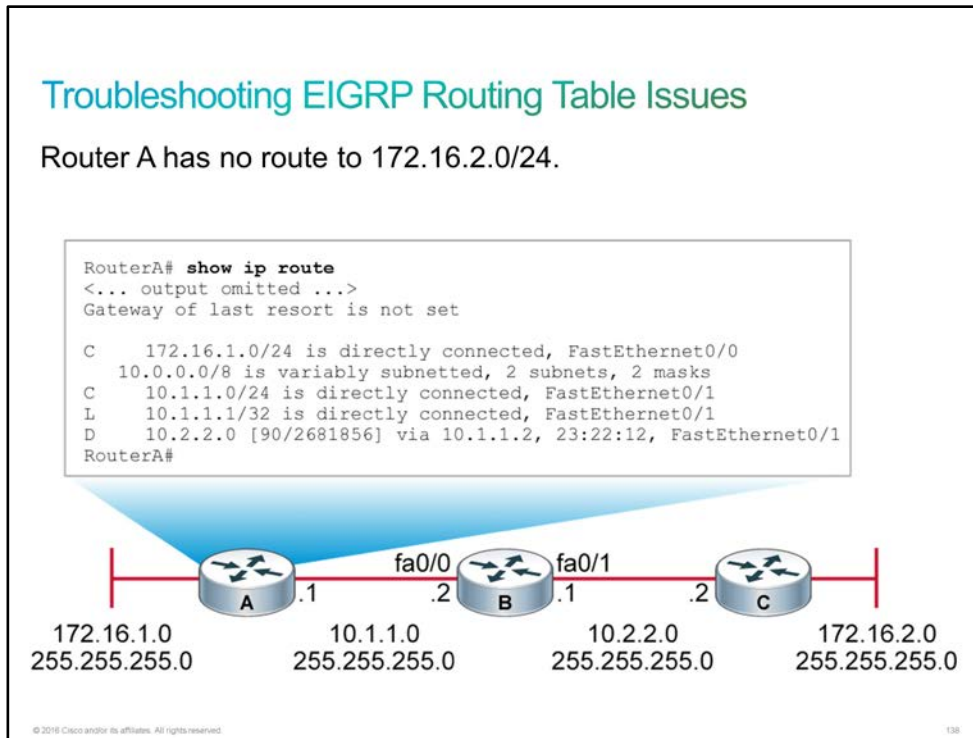 Troubleshooting EIGRP Routing Table Issues
Router A has no route to 172.16.2.0/24.
RouterA# show ip route
<... output omitted ...>
Gateway of last resort is not set
C 172.16.1.0/24 is directly connected, FastEthernet0/0
10.0.0.0/8 is variably subnetted, 2 subnets, 2 masks
C 10.1.1.0/24 is directly connected, FastEthernet0/1
L 10.1.1.1/32 is directly connected, FastEthernet0/1
D 10.2.2.0 [90/2681856] via 10.1.1.2, 23:22:12, FastEthernet0/1
RouterA#
fa0/0 fa0/1
A .1 .2 B .1 .2 C
172.16.1.0 10.1.1.0 10.2.2.0 172.16.2.0
255.255.255.0 255.255.255.0 255.255.255.0 255.255.255.0
© 2016 Cisco and/or its affiliates. All rights reserved. 138